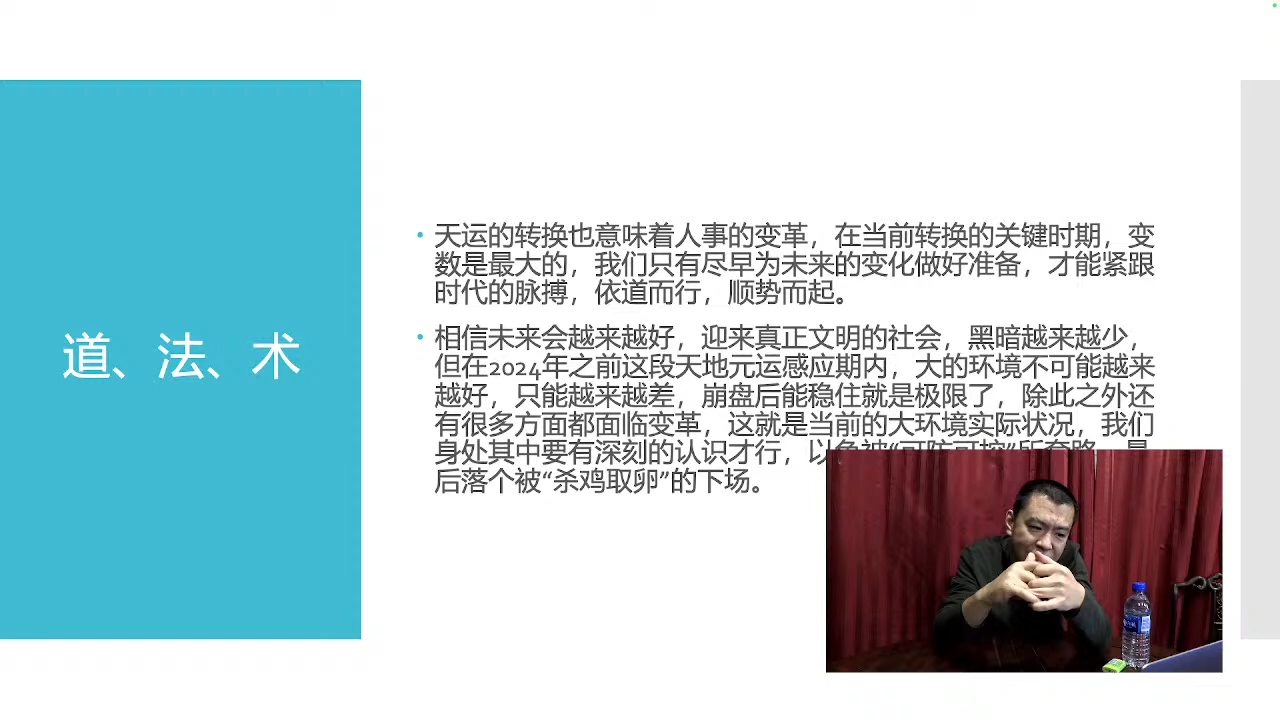 道、法、术
天运的转换也意味着人事的变革，在当前转换的关键时期，变
数是最大的，我们只有尽早为未来的变化做好准备，才能紧跟
时代的脉搏，依道而行，顺势而起。
相信未来会越来越好，迎来真正文明的社会，黑暗越来越少，
但在2024年之前这段天地元运感应期内，大的环境不可能越来
越好，只能越来越差，崩盘后能稳住就是极限了，除此之外还
有很多方面都面临变革，这就是当前的大环境实际状况，我们
身处其中要有深刻的认识才行，以免被“可防可控”所套路，最
后落个被“杀鸡取卵”的下场。